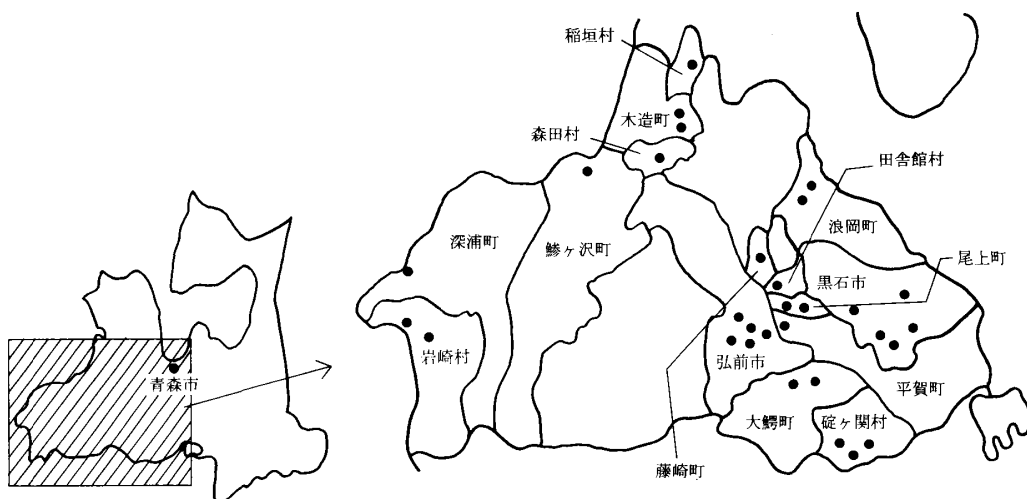 稲垣村
木造町
森田村
田舎館村
浪岡町
尾上町
深浦町
鰺ヶ沢町
黒石市
岩崎村
弘前市
青森市
平賀町
大鰐町
碇ヶ関村
藤崎町